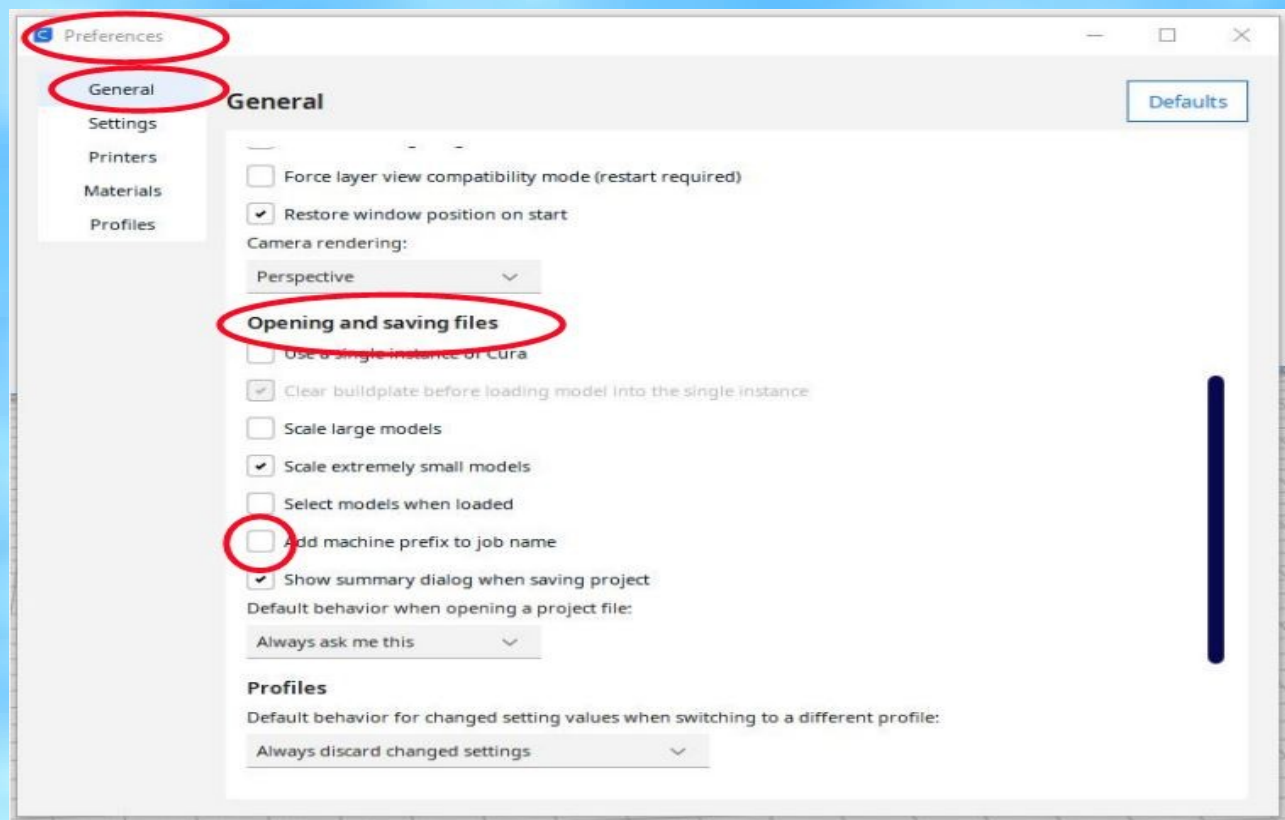 Preferences
General
Settings
Printers
Materials
Profiles
General
Defaults
Force layer view compatibility mode (restart required)
Restore window position on start
Camera rendering:
Perspective
Opening and saving files
Use a single instance of Cura
Clear buildplate before loading model into the single instance
Scale large models
Scale extremely small models
Select models when loaded
Add machine prefix to job name
Show summary dialog when saving project
Default behavior when opening a project file:
Always ask me this
Profiles
Default behavior for changed setting values when switching to a different profile:
Always discard changed settings